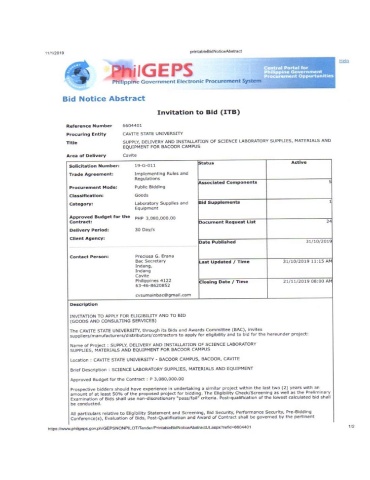 11/11/2019
printableBidNoticeAbstract
Help
PhilGEPS
Central Portal for
Philippine Government
Procurement Opportunities
Philippine Government Electronic Procurement System
Bid Notice Abstract
Invitation to Bid (ITB)
Reference Number 6604401
Procuring Entity CAVITE STATE UNIVERSITY
Title SUPPLY, DELIVERY AND INSTALLATION OF SCIENCE LABORATORY SUPPLIES, MATERIALS AND
EQUIPMENT FOR BACOOR CAMPUS
Area of Delivery Cavite
Solicitation Number: 19-G-011 Status Active
Trade Agreement: Implementing Rules and
Regulations
Associated Components 5
Procurement Mode: Public Bidding
Classification: Goods
Category: Laboratory Supplies and
Equipment
Bid Supplements 1
Approved Budget for the
Contract: PHP 3,080,000.00
Document Request List 24
Delivery Period: 30 Day/s
Client Agency:
Date Published 31/10/2019
Contact Person:
Bac Secretary
Indang,
Indang
Cavite
Philippines 4122
63-46-8620852
cvsumainbac@gmail.com
Last Updated / Time 31/10/2019 11:15 AM
Closing Date / Time 21/11/2019 08:00 AM
Description
INVITATION TO APPLY FOR ELIGIBILITY AND TO BID
(GOODS AND CONSULTING SERVICES)
The CAVITE STATE UNIVERSITY, through its Bids and Awards Committee (BAC), invites
suppliers/manufacturers/distributors/contractors to apply for eligibility and to bid for the hereunder project:
Name of Project : SUPPLY, DELIVERY AND INSTALLATION OF SCIENCE LABORATORY
SUPPLIES, MATERIALS AND EQUIPMENT FOR BACOOR CAMPUS
Location : CAVITE STATE UNIVERSITY - BACOOR CAMPUS, BACOOR, CAVITE
Brief Description : SCIENCE LABORATORY SUPPLIES, MATERIALS AND EQUIPMENT
Approved Budget for the Contract : P 3,080,000.00
Prospective bidders should have experience in undertaking a similar project within the last two (2) years with an
amount of at least 50% of the proposed project for bidding. The Eligibility Check/Screening as well as the Preliminary
Examination of Bids shall use non-discretionary "pass/fail" criteria. Post-qualification of the lowest calculated bid shall
be conducted.
All particulars relative to Eligibility Statement and Screening, Bid Security, Performance Security, Pre-Bidding
Conference(s), Evaluation of Bids, Post-Qualification and Award of Contract shall be governed by the pertinent
1/2